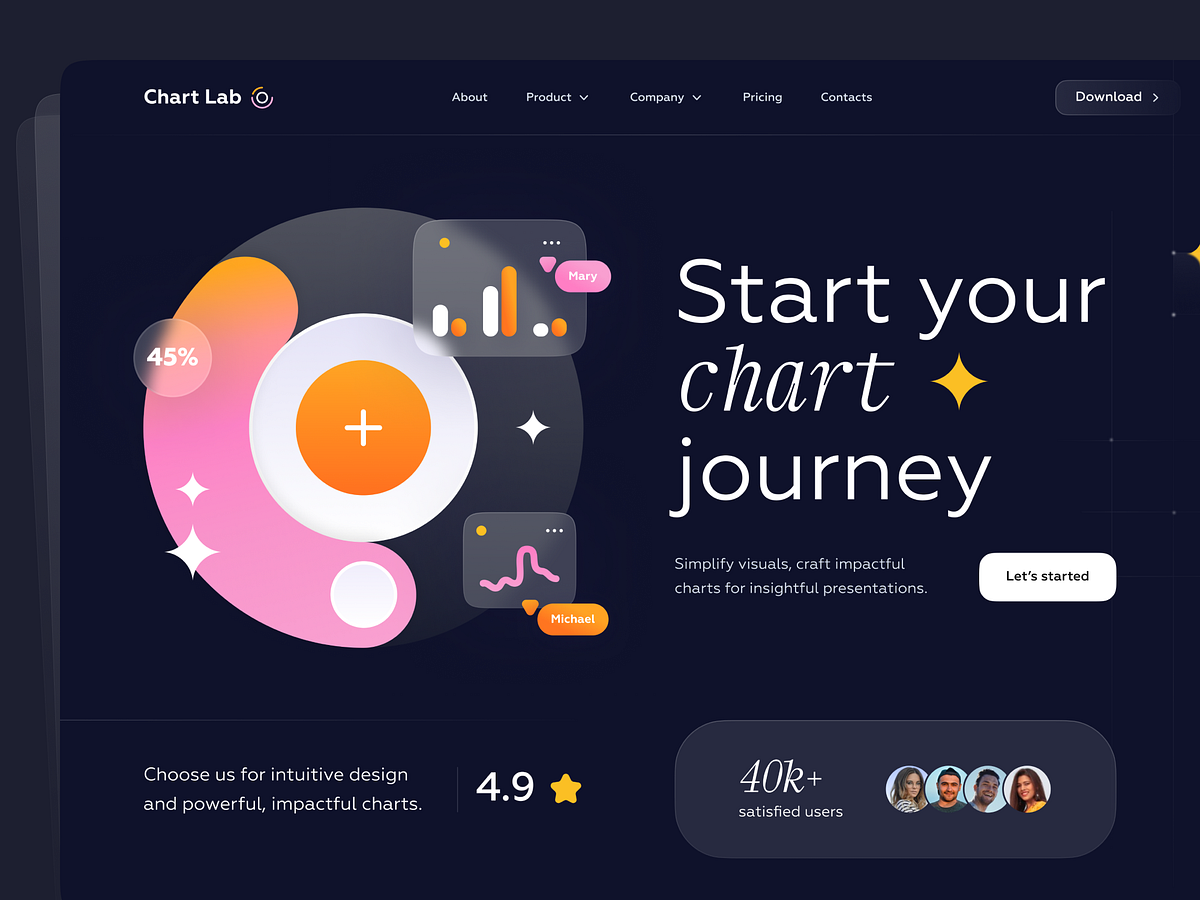 Chart Lab
About
Product
Company
Pricing
Contacts
Download
Mary
45%
Michael
Start your
chart
journey
Simplify visuals, craft impactful
charts for insightful presentations.
Let's started
Choose us for intuitive design
and powerful, impactful charts.
4.9
40k+
satisfied users